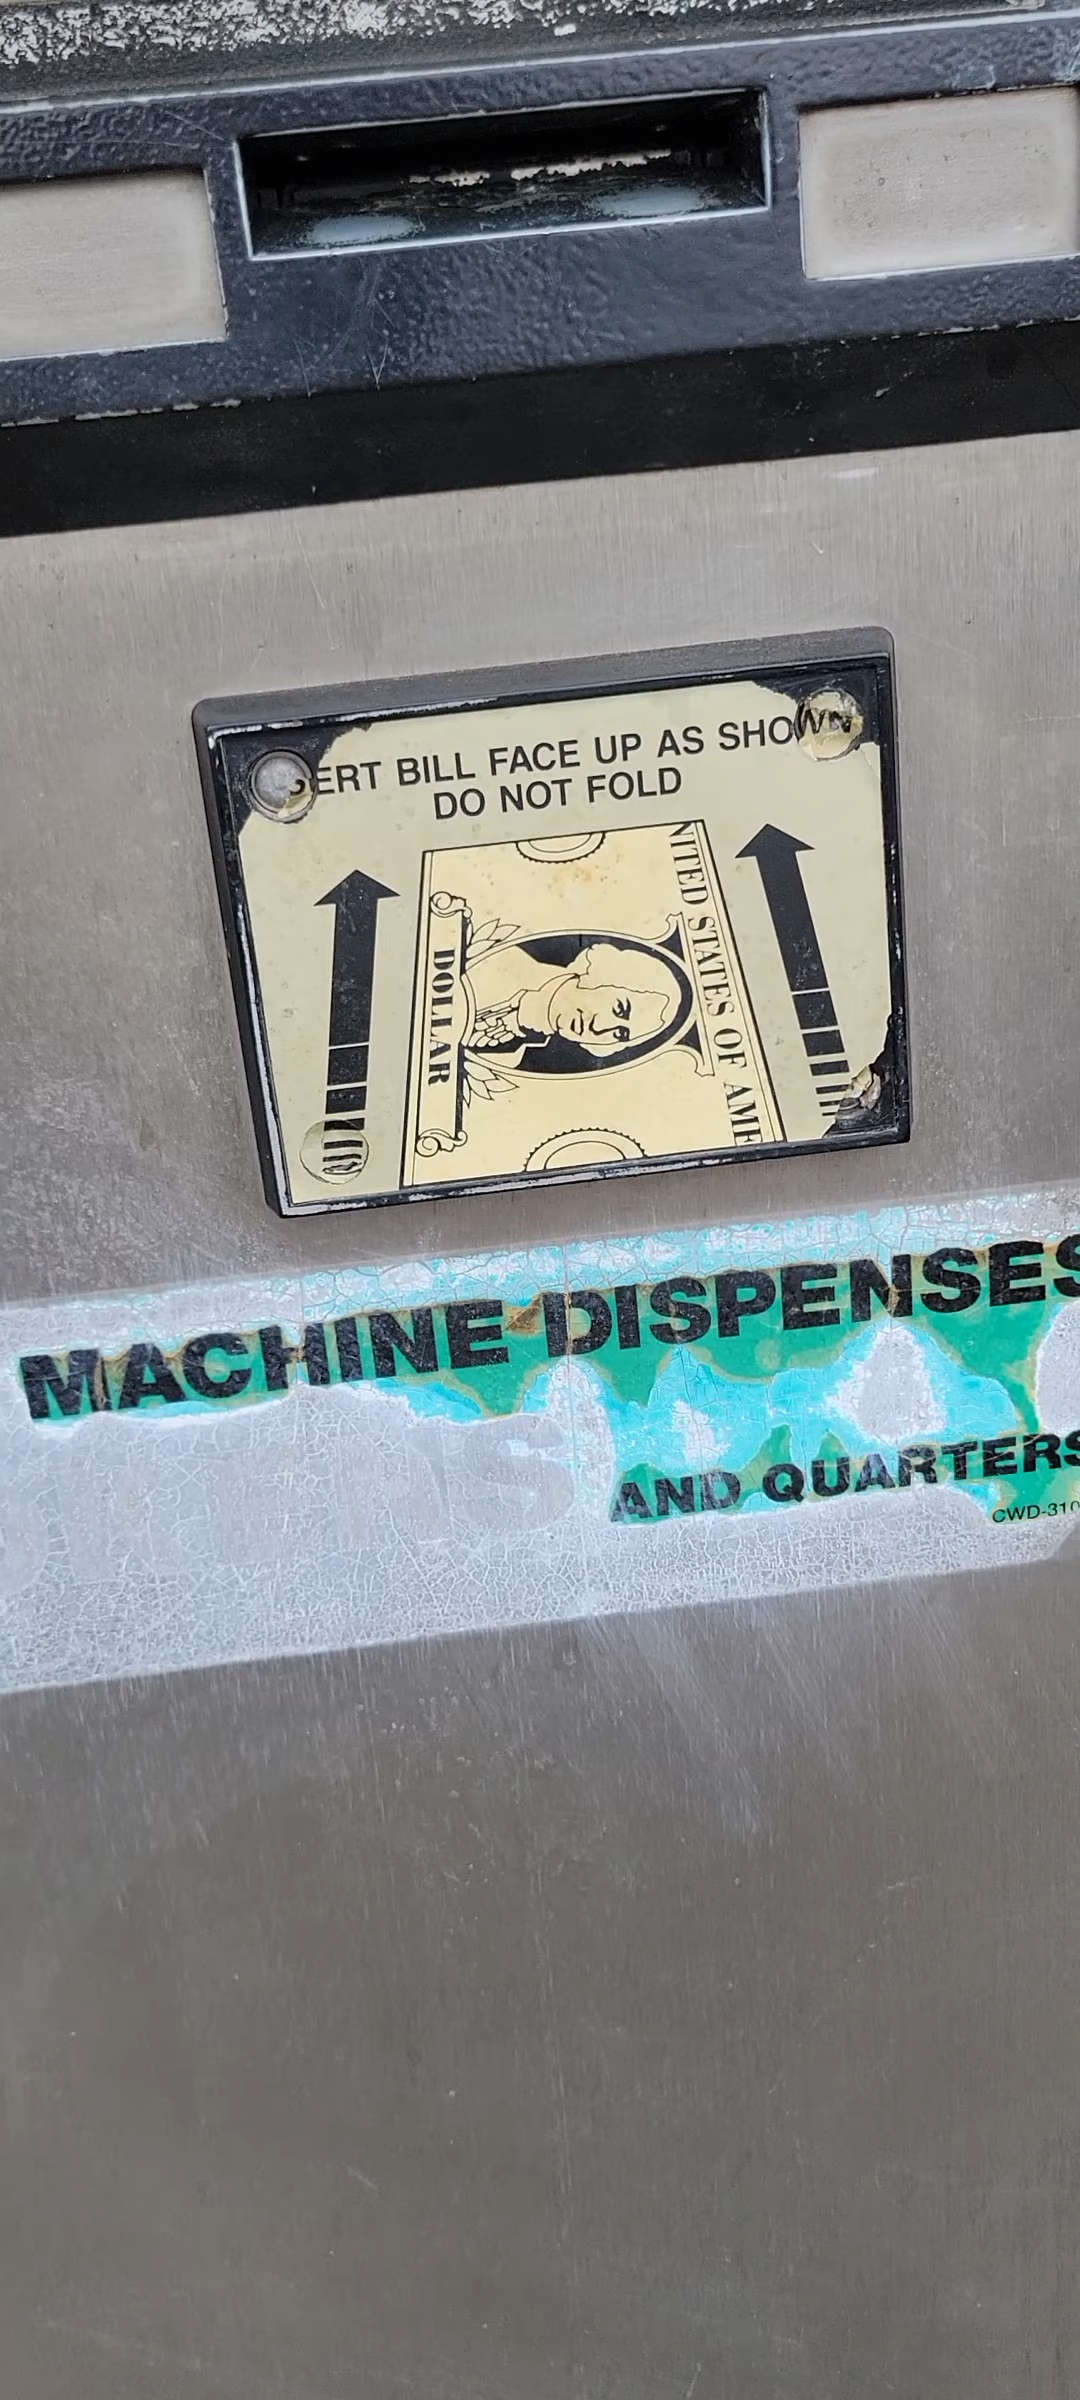 SERT BILL FACE UP AS SHOWN
DO NOT FOLD
NITED STATES OF AME
DOLLAR
MACHINE DISPENSES
AND QUARTERS
CWD-310